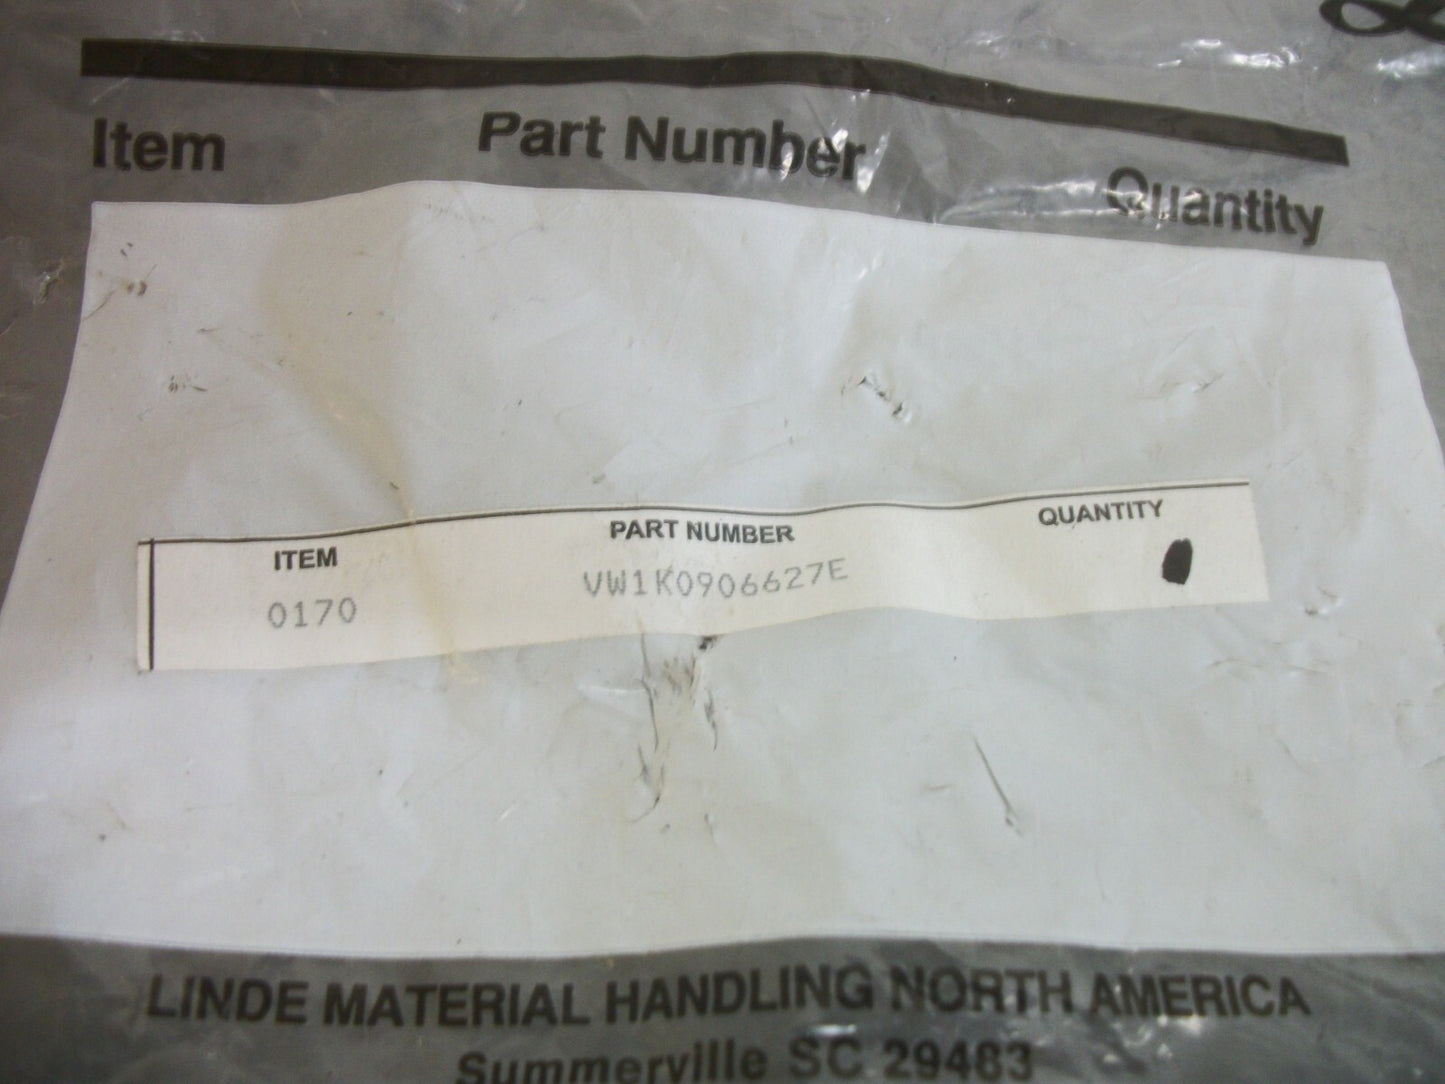 Item Part Number Quantity
ITEM PART NUMBER QUANTITY
0170 VW1K0906627E
LINDE MATERIAL HANDLING NORTH AMERICA
Summerville SC 29483